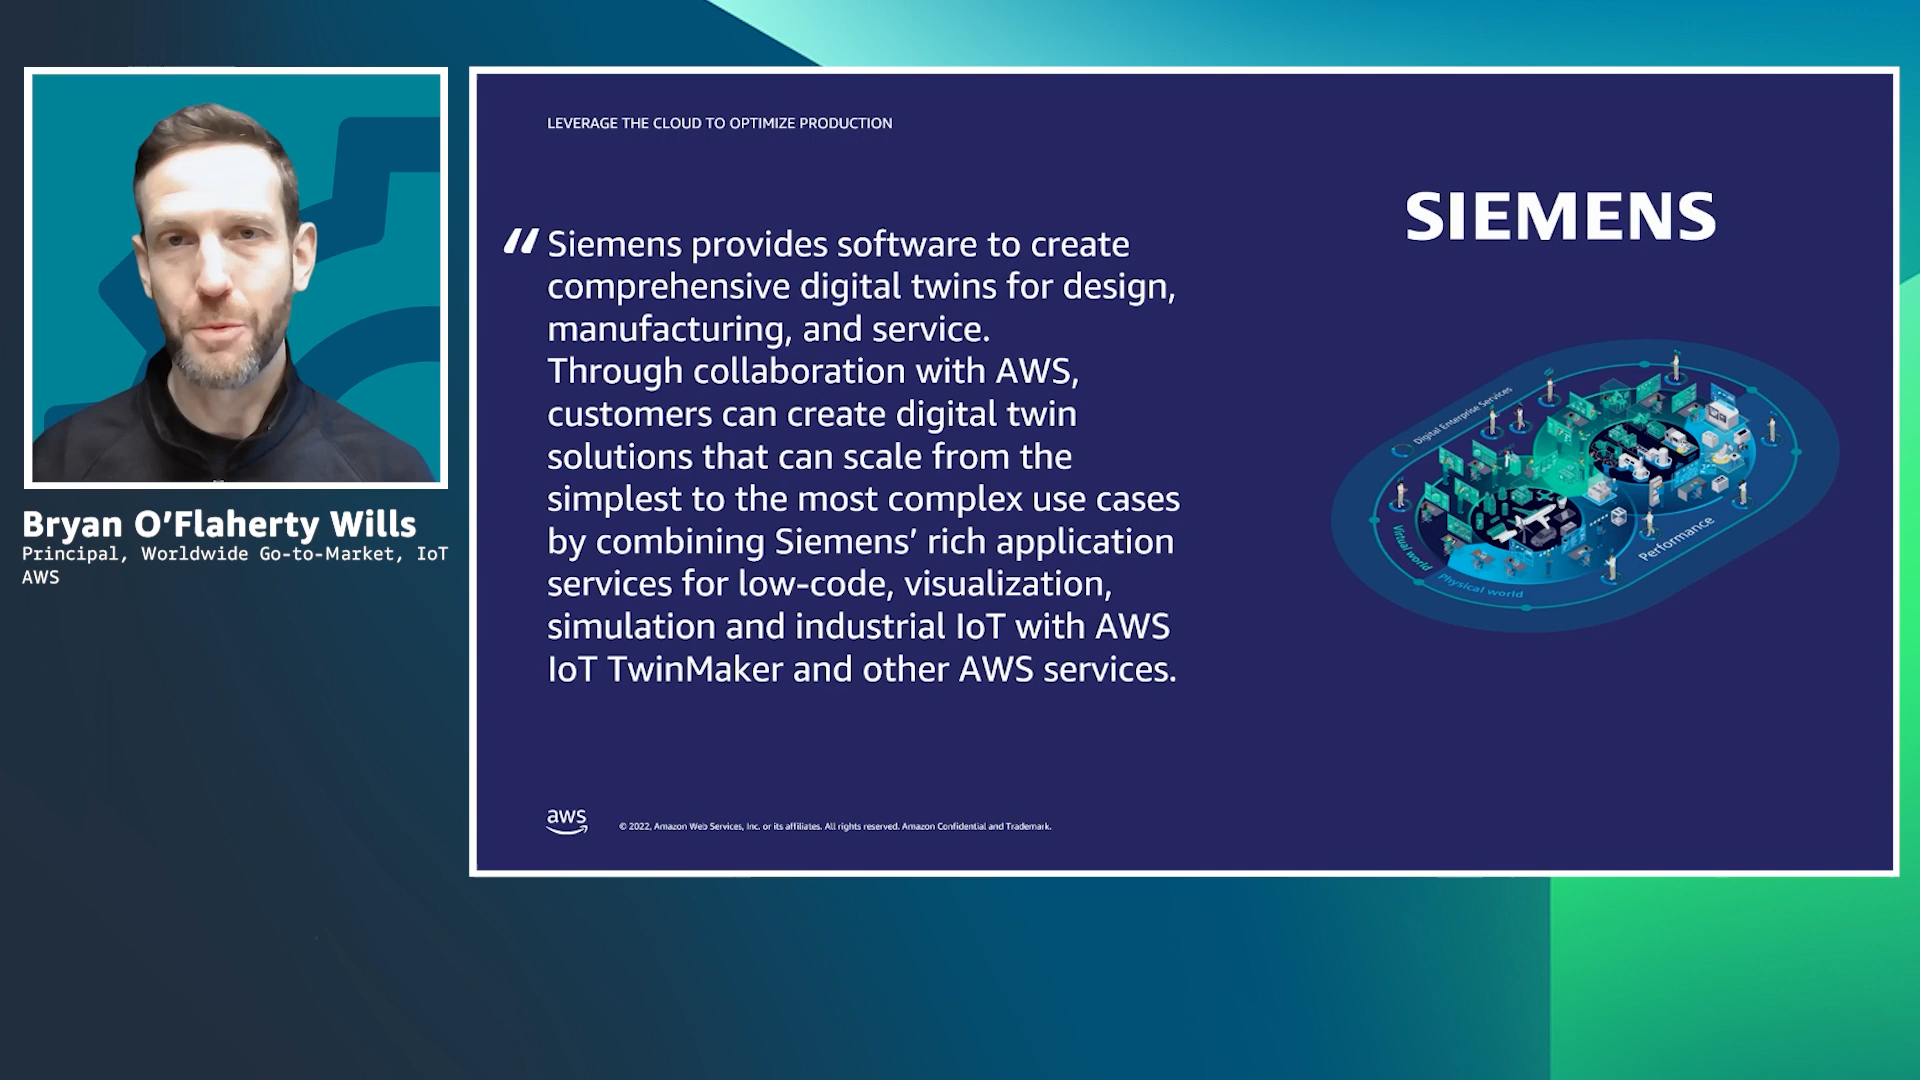 Bryan O’Flaherty Wills
Principal, Worldwide Go-to-Market, IoT
AWS
LEVERAGE THE CLOUD TO OPTIMIZE PRODUCTION
“Siemens provides software to create
comprehensive digital twins for design,
manufacturing, and service.
Through collaboration with AWS,
customers can create digital twin
solutions that can scale from the
simplest to the most complex use cases
by combining Siemens’ rich application
services for low-code, visualization,
simulation and industrial IoT with AWS
IoT TwinMaker and other AWS services.
SIEMENS
Digital Enterprise Services
Virtual world
Physical world
Performance
aws
© 2022, Amazon Web Services, Inc. or its affiliates. All rights reserved. Amazon Confidential and Trademark.